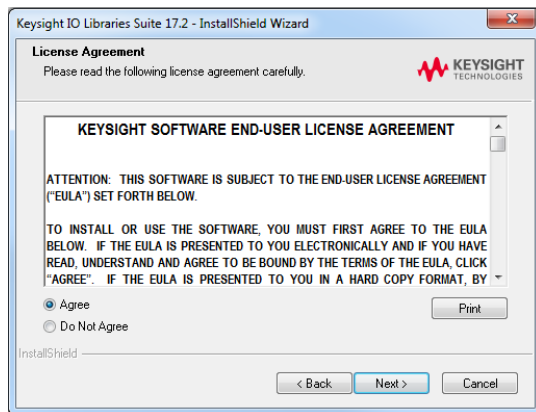 Keysight IO Libraries Suite 17.2 - InstallShield Wizard
License Agreement
Please read the following license agreement carefully.
KEYSIGHT
TECHNOLOGIES
KEYSIGHT SOFTWARE END-USER LICENSE AGREEMENT
ATTENTION: THIS SOFTWARE IS SUBJECT TO THE END-USER LICENSE AGREEMENT
("EULA") SET FORTH BELOW.
TO INSTALL OR USE THE SOFTWARE, YOU MUST FIRST AGREE TO THE EULA
BELOW. IF THE EULA IS PRESENTED TO YOU ELECTRONICALLY AND IF YOU HAVE
READ, UNDERSTAND AND AGREE TO BE BOUND BY THE TERMS OF THE EULA, CLICK
"AGREE". IF THE EULA IS PRESENTED TO YOU IN A HARD COPY FORMAT, BY
Agree
Print
Do Not Agree
InstallShield
< Back
Next >
Cancel